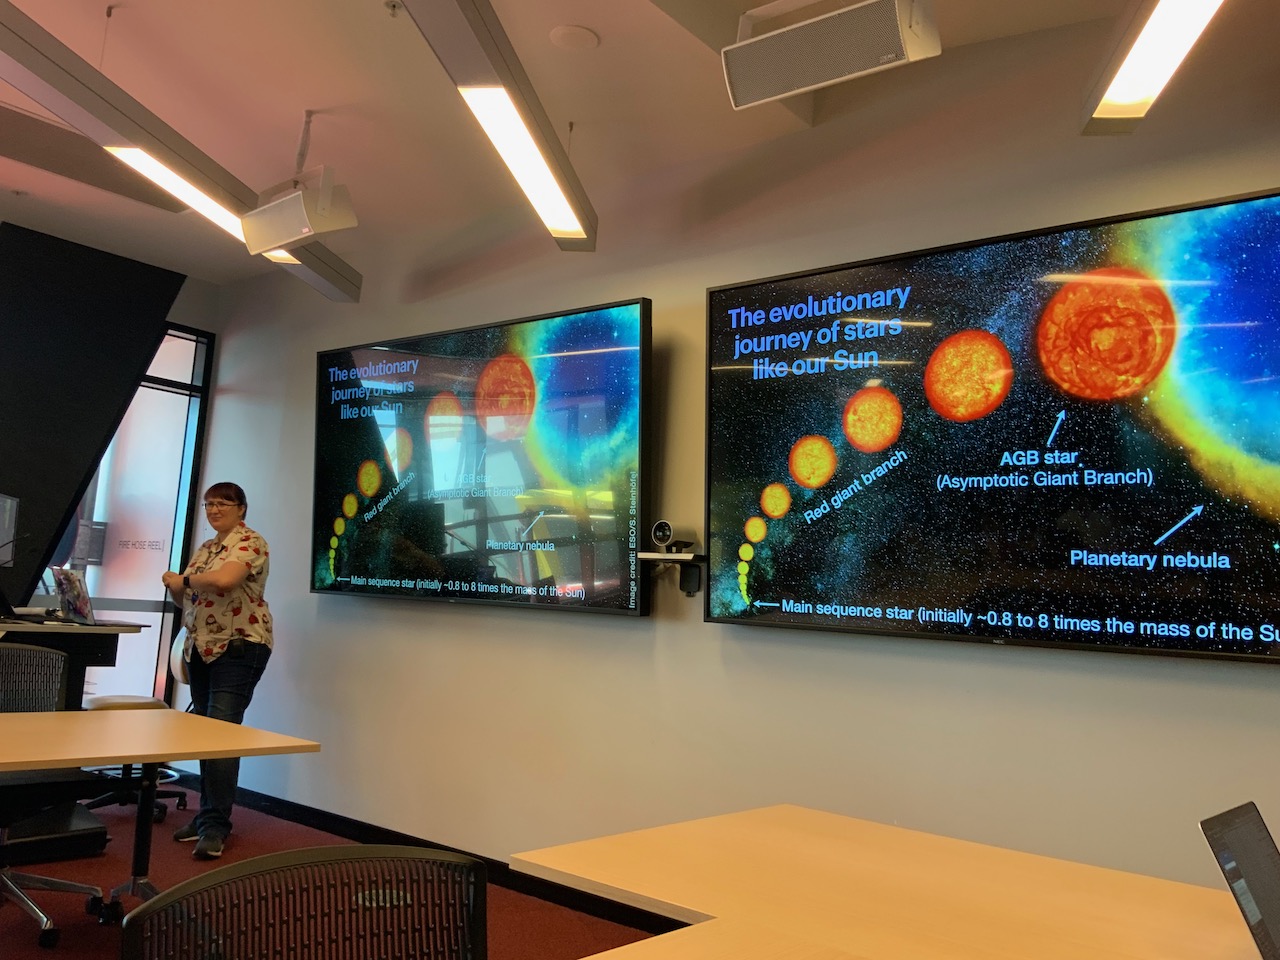 FIRE HOSE REEL
The evolutionary
journey of stars
like our Sun
Red giant branch
AGB star
(Asymptotic Giant Branch)
Planetary nebula
Main sequence star (initially ~0.8 to 8 times the mass of the Sun)
Image credit: ESO/S. Steinhöfel
The evolutionary
journey of stars
like our Sun
Red giant branch
AGB star
(Asymptotic Giant Branch)
Planetary nebula
Main sequence star (initially ~0.8 to 8 times the mass of the Su